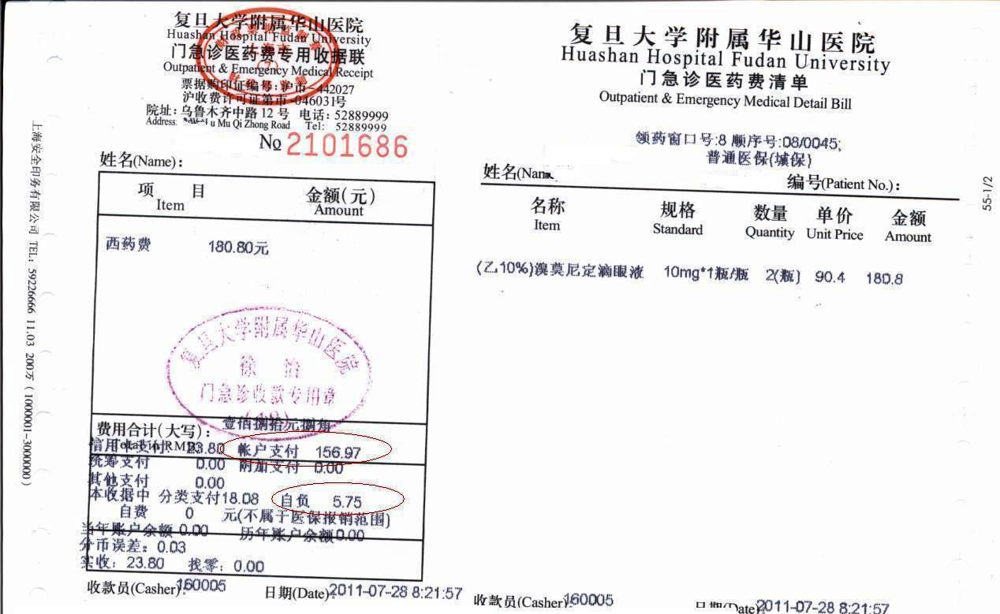 复旦大学附属华山医院
Huashan Hospital Fudan University
门急诊医药费专用收据联
Outpatient & Emergency Medical Receipt
票据购印证编号:沪市-442027
沪收费许可证第市-046031号
院址:乌鲁木齐中路 12 号 电话: 52889999
Address: Lu Mu Qi Zhong Road Tel: 52889999
No 2101686
姓名(Name):
项 目 金额(元)
Item Amount
西药费 180.80元
复旦大学附属华山医院
门急诊收款专用章
费用合计(大写): 壹佰捌拾元捌角
Total in RMB
信用卡支付: 23.80 帐户支付 156.97
统筹支付 0.00 附加支付 0.00
其他支付 0.00
本收据中 分类支付18.08 自负 5.75
自费 0 元(不属于医保报销范围)
当年账户余额 0.00 历年账户余额0.00
分币误差: 0.03
实收: 23.80 找零: 0.00
收款员(Casher): 160005 日期(Date): 2011-07-28 8:21:57
上海安全印务有限公司 TEL: 59226666 11.03 200万 (1000001-3000000)
复旦大学附属华山医院
Huashan Hospital Fudan University
门急诊医药费清单
Outpatient & Emergency Medical Detail Bill
领药窗口号:8 顺序号:08/0045;
普通医保(城保)
姓名(Name 编号(Patient No.):
名称 规格 数量 单价 金额
Item Standard Quantity Unit Price Amount
(乙10%)溴莫尼定滴眼液 10mg*1瓶/瓶 2(瓶) 90.4 180.8
收款员(Casher): 160005 日期(Date): 2011-07-28 8:21:57
55-1/2